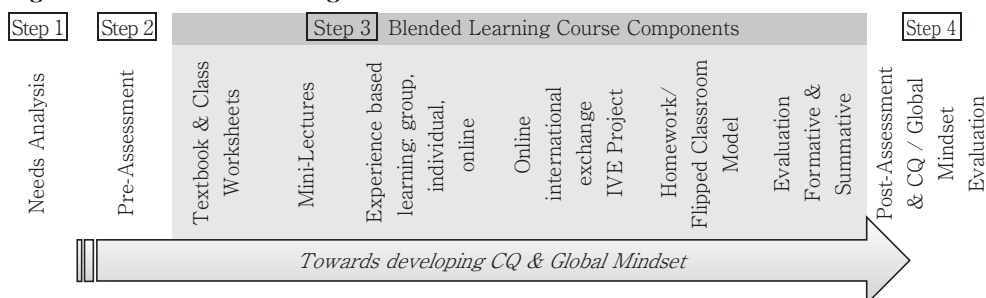 Step 1
Step 2
Step 3 Blended Learning Course Components
Step 4
Needs Analysis
Pre-Assessment
Textbook & Class
Worksheets
Mini-Lectures
Experience based
learning, group,
individual,
online
Online
international
exchange
IVE Project
Homework/
Flipped Classroom
Model
Evaluation
Formative &
Summative
Post-Assessment
& CQ / Global
Mindset
Evaluation
Towards developing CQ & Global Mindset